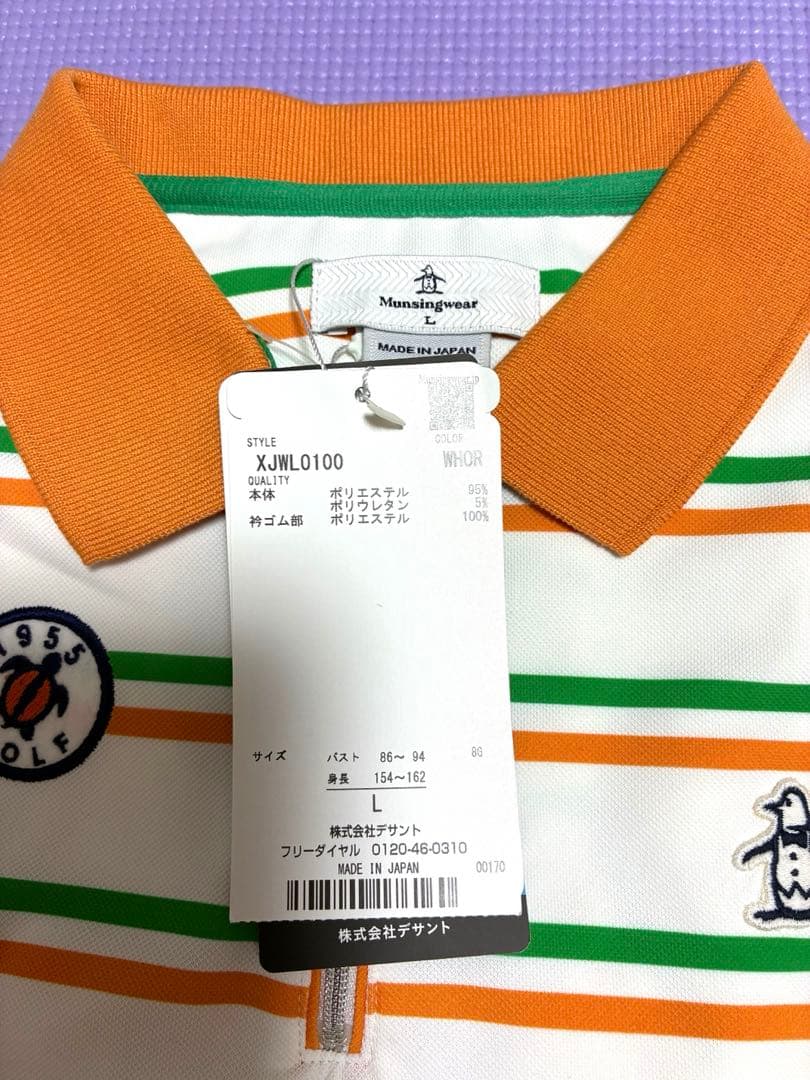 Munsingwear
L
MADE IN JAPAN
STYLE
COLOR
XJWL0100 WHOR
QUALITY
本体 ポリエステル 95%
ポリウレタン 5%
衿ゴム部 ポリエステル 100%
1955
OLF
サイズ バスト 86〜 94 8G
身長 154〜162
L
株式会社デサント
フリーダイヤル 0120-46-0310
MADE IN JAPAN 00170
株式会社デサント